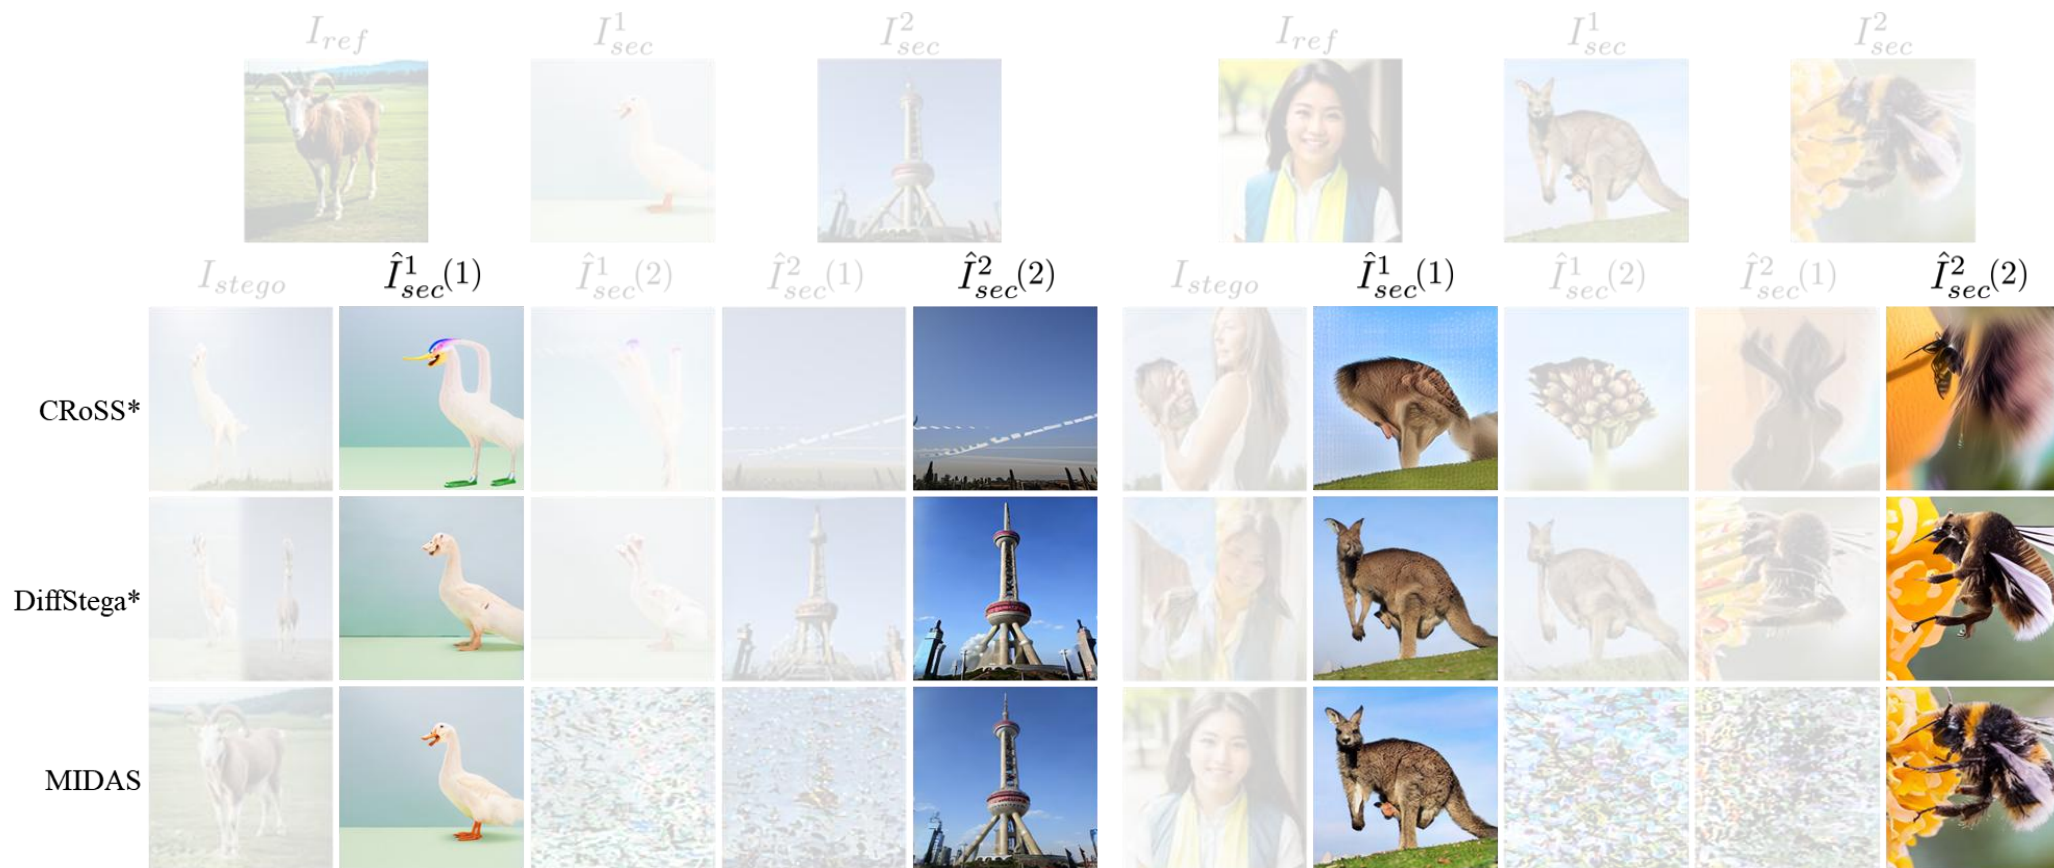 I_ref I^1_sec I^2_sec I_ref I^1_sec I^2_sec
I_stego Î^1_sec(1) Î^1_sec(2) Î^2_sec(1) Î^2_sec(2) I_stego Î^1_sec(1) Î^1_sec(2) Î^2_sec(1) Î^2_sec(2)
CRoSS*
DiffStega*
MIDAS